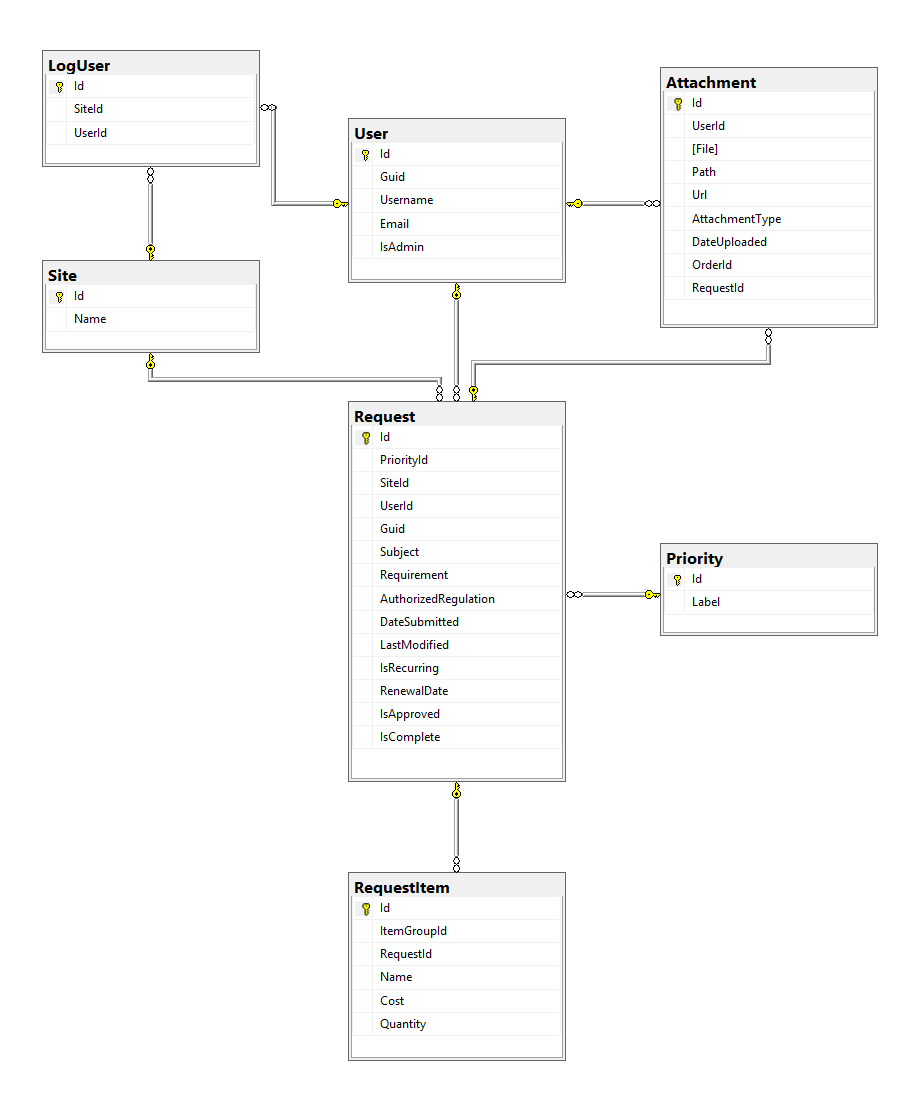 LogUser
Id
SiteId
UserId
User
Id
Guid
Username
Email
IsAdmin
Attachment
Id
UserId
[File]
Path
Url
AttachmentType
DateUploaded
OrderId
RequestId
Site
Id
Name
Request
Id
PriorityId
SiteId
UserId
Guid
Subject
Requirement
AuthorizedRegulation
DateSubmitted
LastModified
IsRecurring
RenewalDate
IsApproved
IsComplete
Priority
Id
Label
RequestItem
Id
ItemGroupId
RequestId
Name
Cost
Quantity